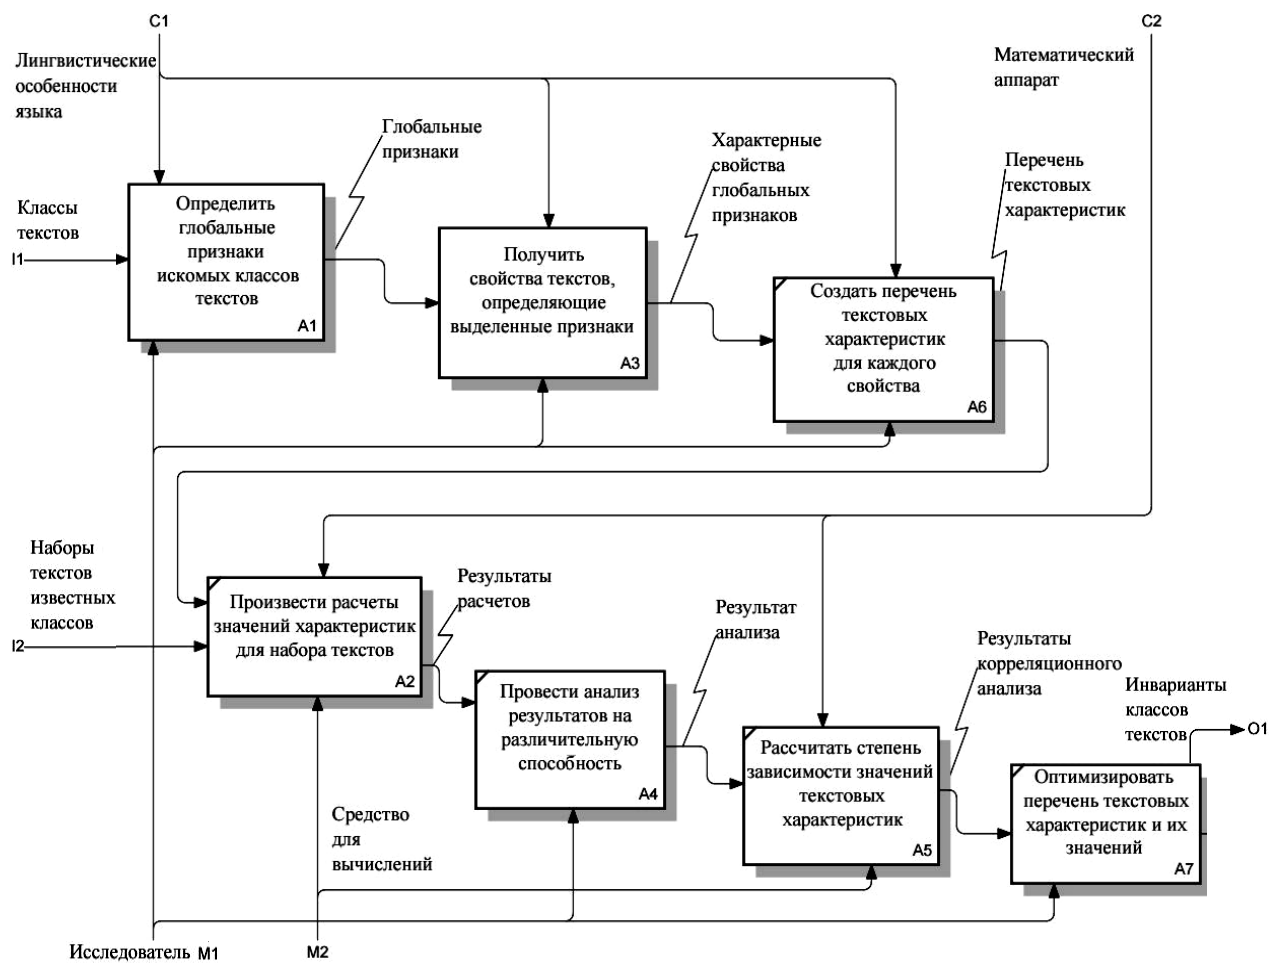 C1
C2
Лингвистические
особенности
языка
Математический
аппарат
Глобальные
признаки
Характерные
свойства
глобальных
признаков
Перечень
текстовых
характеристик
Классы
текстов
I1
Определить
глобальные
признаки
искомых классов
текстов
A1
Получить
свойства текстов,
определяющие
выделенные признаки
A3
Создать перечень
текстовых
характеристик
для каждого
свойства
A6
Наборы
текстов
известных
классов
I2
Произвести расчеты
значений характеристик
для набора текстов
A2
Результаты
расчетов
Провести анализ
результатов на
различительную
способность
A4
Результат
анализа
Рассчитать степень
зависимости значений
текстовых
характеристик
A5
Результаты
корреляционного
анализа
Инварианты
классов
текстов
O1
Оптимизировать
перечень текстовых
характеристик и их
значений
A7
Средство
для
вычислений
Исследователь M1
M2